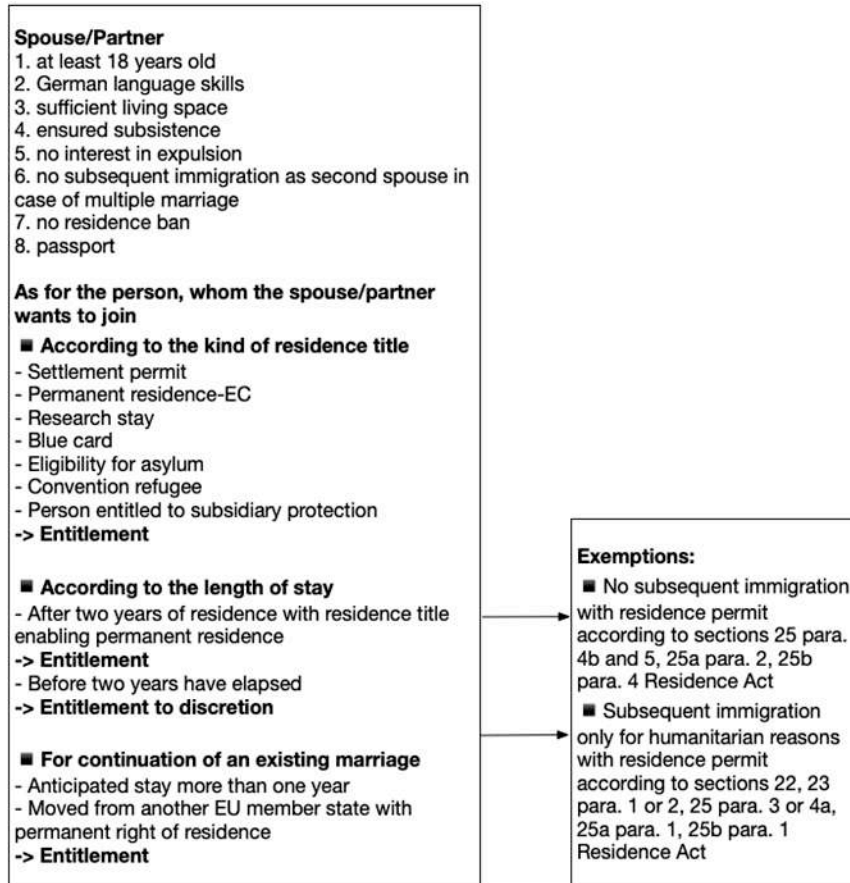 Spouse/Partner
1. at least 18 years old
2. German language skills
3. sufficient living space
4. ensured subsistence
5. no interest in expulsion
6. no subsequent immigration as second spouse in
case of multiple marriage
7. no residence ban
8. passport
As for the person, whom the spouse/partner
wants to join
■ According to the kind of residence title
- Settlement permit
- Permanent residence-EC
- Research stay
- Blue card
- Eligibility for asylum
- Convention refugee
- Person entitled to subsidiary protection
-> Entitlement
■ According to the length of stay
- After two years of residence with residence title
enabling permanent residence
-> Entitlement
- Before two years have elapsed
-> Entitlement to discretion
■ For continuation of an existing marriage
- Anticipated stay more than one year
- Moved from another EU member state with
permanent right of residence
-> Entitlement
Exemptions:
■ No subsequent immigration
with residence permit
according to sections 25 para.
4b and 5, 25a para. 2, 25b
para. 4 Residence Act
■ Subsequent immigration
only for humanitarian reasons
with residence permit
according to sections 22, 23
para. 1 or 2, 25 para. 3 or 4a,
25a para. 1, 25b para. 1
Residence Act